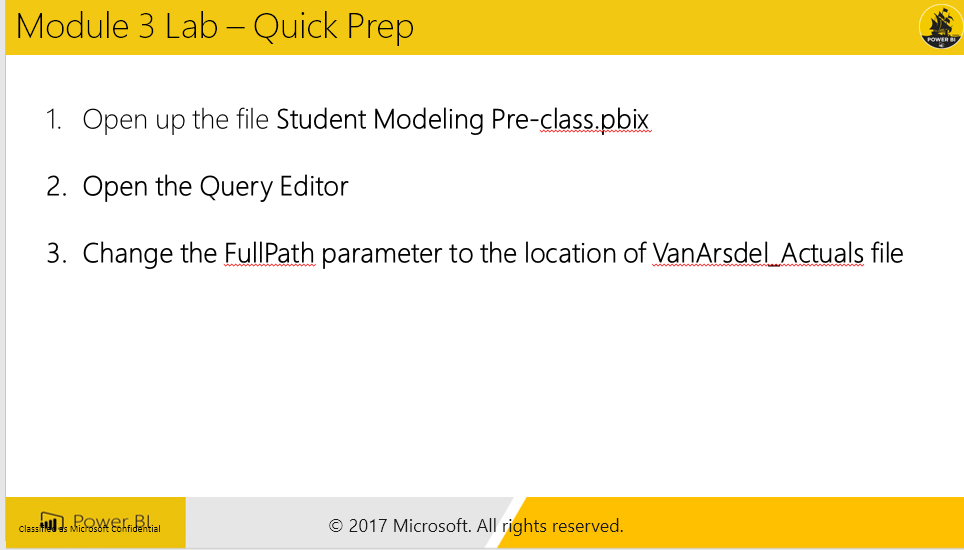 Module 3 Lab – Quick Prep
POWER BI
1. Open up the file Student Modeling Pre-class.pbix
2. Open the Query Editor
3. Change the FullPath parameter to the location of VanArsdel_Actuals file
Power BI
Classified as Microsoft Confidential
© 2017 Microsoft. All rights reserved.